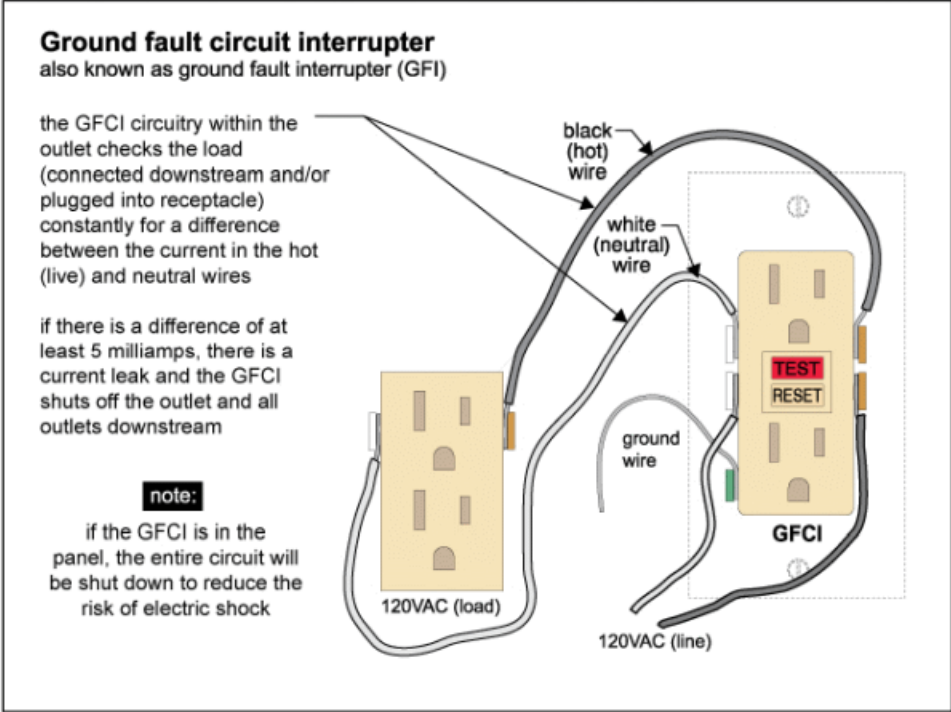 Ground fault circuit interrupter
also known as ground fault interrupter (GFI)
the GFCI circuitry within the
outlet checks the load
(connected downstream and/or
plugged into receptacle)
constantly for a difference
between the current in the hot
(live) and neutral wires
if there is a difference of at
least 5 milliamps, there is a
current leak and the GFCI
shuts off the outlet and all
outlets downstream
note:
if the GFCI is in the
panel, the entire circuit will
be shut down to reduce the
risk of electric shock
black
(hot)
wire
white
(neutral)
wire
TEST
RESET
ground
wire
GFCI
120VAC (load)
120VAC (line)